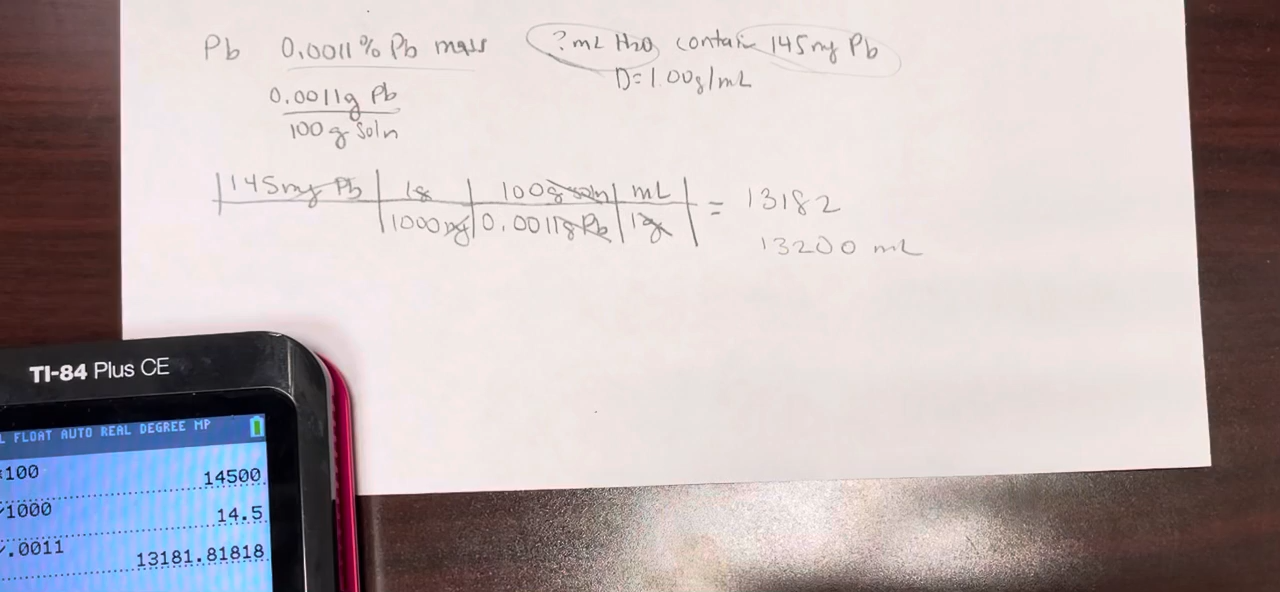 Pb 0.0011% Pb mass
?mL H2O contain 145mg Pb
D=1.00g/mL
0.0011g Pb
100g Soln
145mg Pb 1g 100g soln mL = 13182
1000mg 0.0011g Pb 1g
13200 mL
TI-84 Plus CE
FLOAT AUTO REAL DEGREE MP
*100 14500
/1000 14.5
/.0011 13181.81818